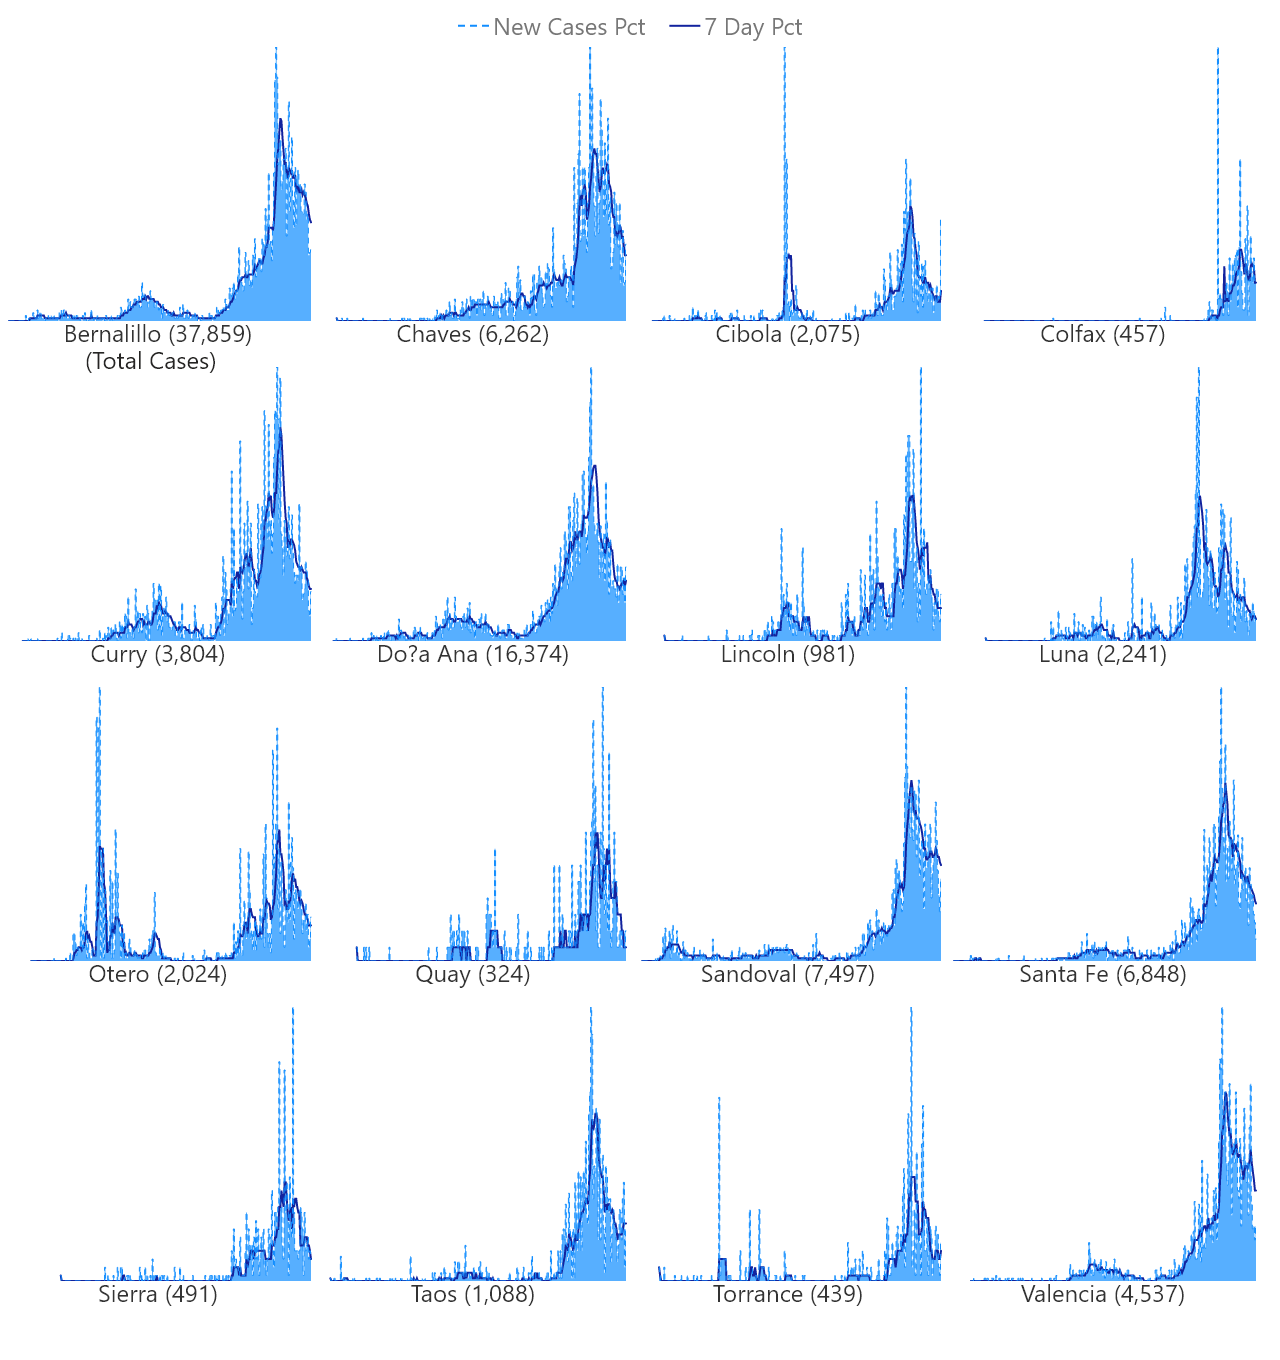 New Cases Pct 7 Day Pct
Bernalillo (37,859) Chaves (6,262) Cibola (2,075) Colfax (457)
(Total Cases)
Curry (3,804) Do?a Ana (16,374) Lincoln (981) Luna (2,241)
Otero (2,024) Quay (324) Sandoval (7,497) Santa Fe (6,848)
Sierra (491) Taos (1,088) Torrance (439) Valencia (4,537)